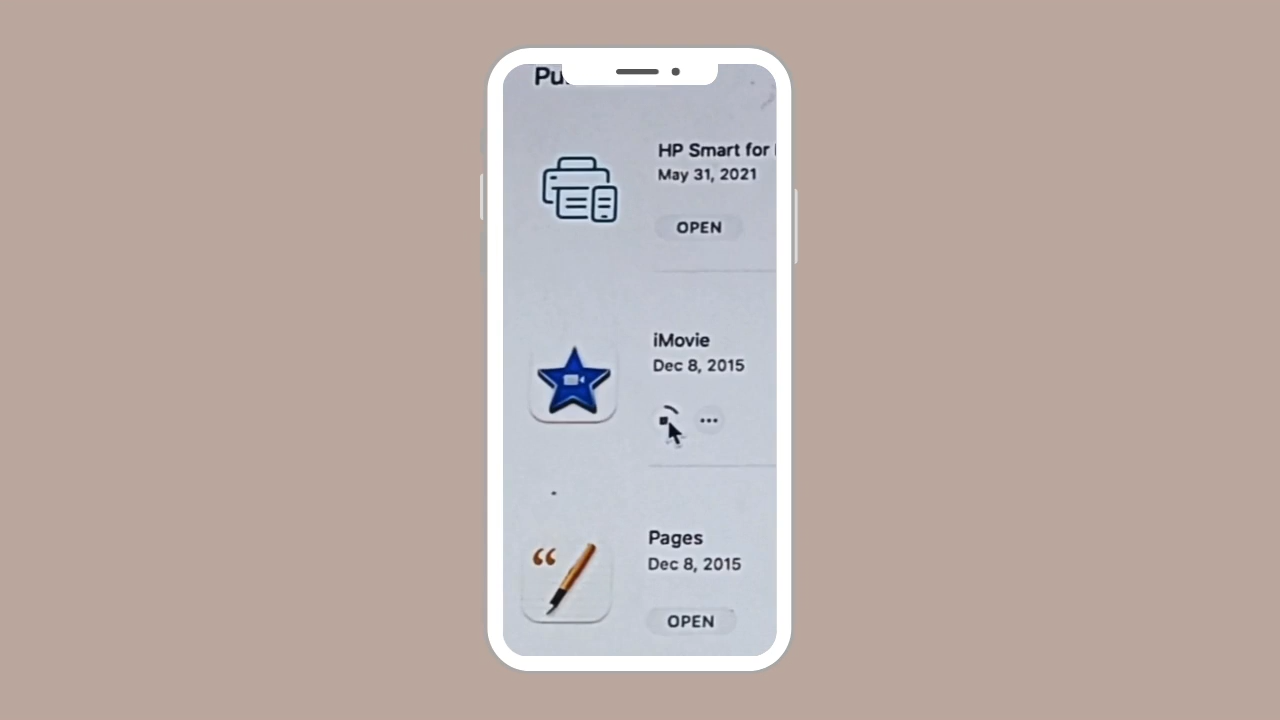 HP Smart for
May 31, 2021
OPEN
iMovie
Dec 8, 2015
Pages
Dec 8, 2015
OPEN